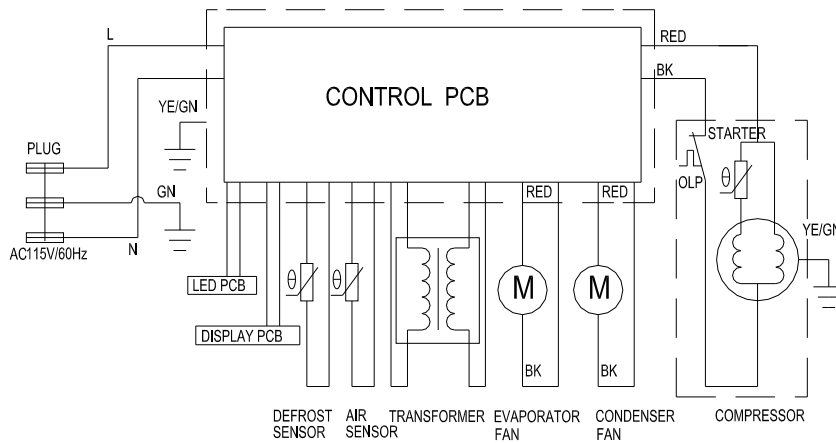 L
RED
BK
CONTROL PCB
YE/GN
PLUG
STARTER
θ
OLP
GN
RED
RED
YE/GN
N
AC115V/60Hz
LED PCB
θ
θ
M
M
DISPLAY PCB
BK
BK
DEFROST SENSOR
AIR SENSOR
TRANSFORMER
EVAPORATOR FAN
CONDENSER FAN
COMPRESSOR